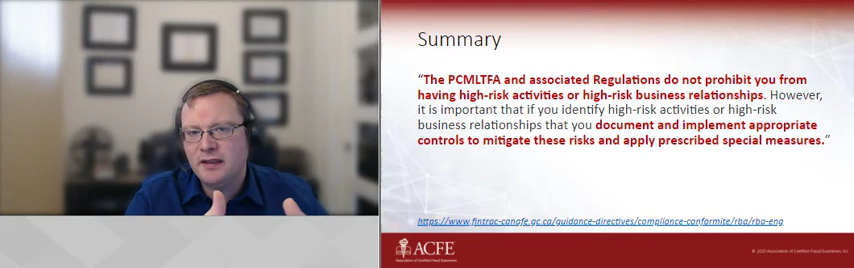 Summary
“The PCMLTFA and associated Regulations do not prohibit you from
having high-risk activities or high-risk business relationships. However,
it is important that if you identify high-risk activities or high-risk
business relationships that you document and implement appropriate
controls to mitigate these risks and apply prescribed special measures.”
https://www.fintrac-canafe.gc.ca/guidance-directives/compliance-conformite/rba/rba-eng
ACFE
Association of Certified Fraud Examiners
© 2021 Association of Certified Fraud Examiners, Inc.